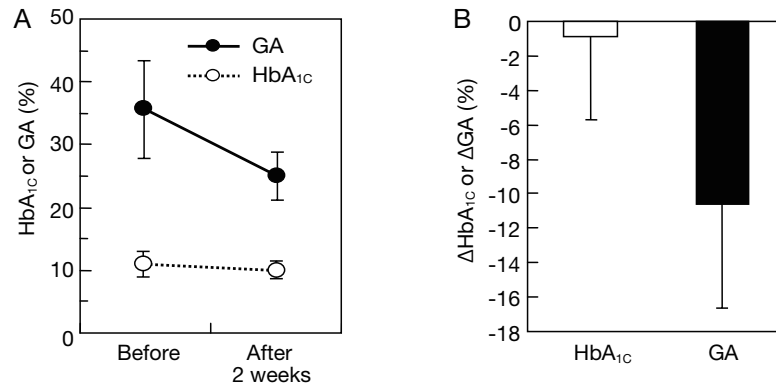 A
HbA1C or GA (%)
50
40
30
20
10
0
GA
HbA1C
Before
After
2 weeks
B
ΔHbA1C or ΔGA (%)
0
-2
-4
-6
-8
-10
-12
-14
-16
-18
HbA1C
GA